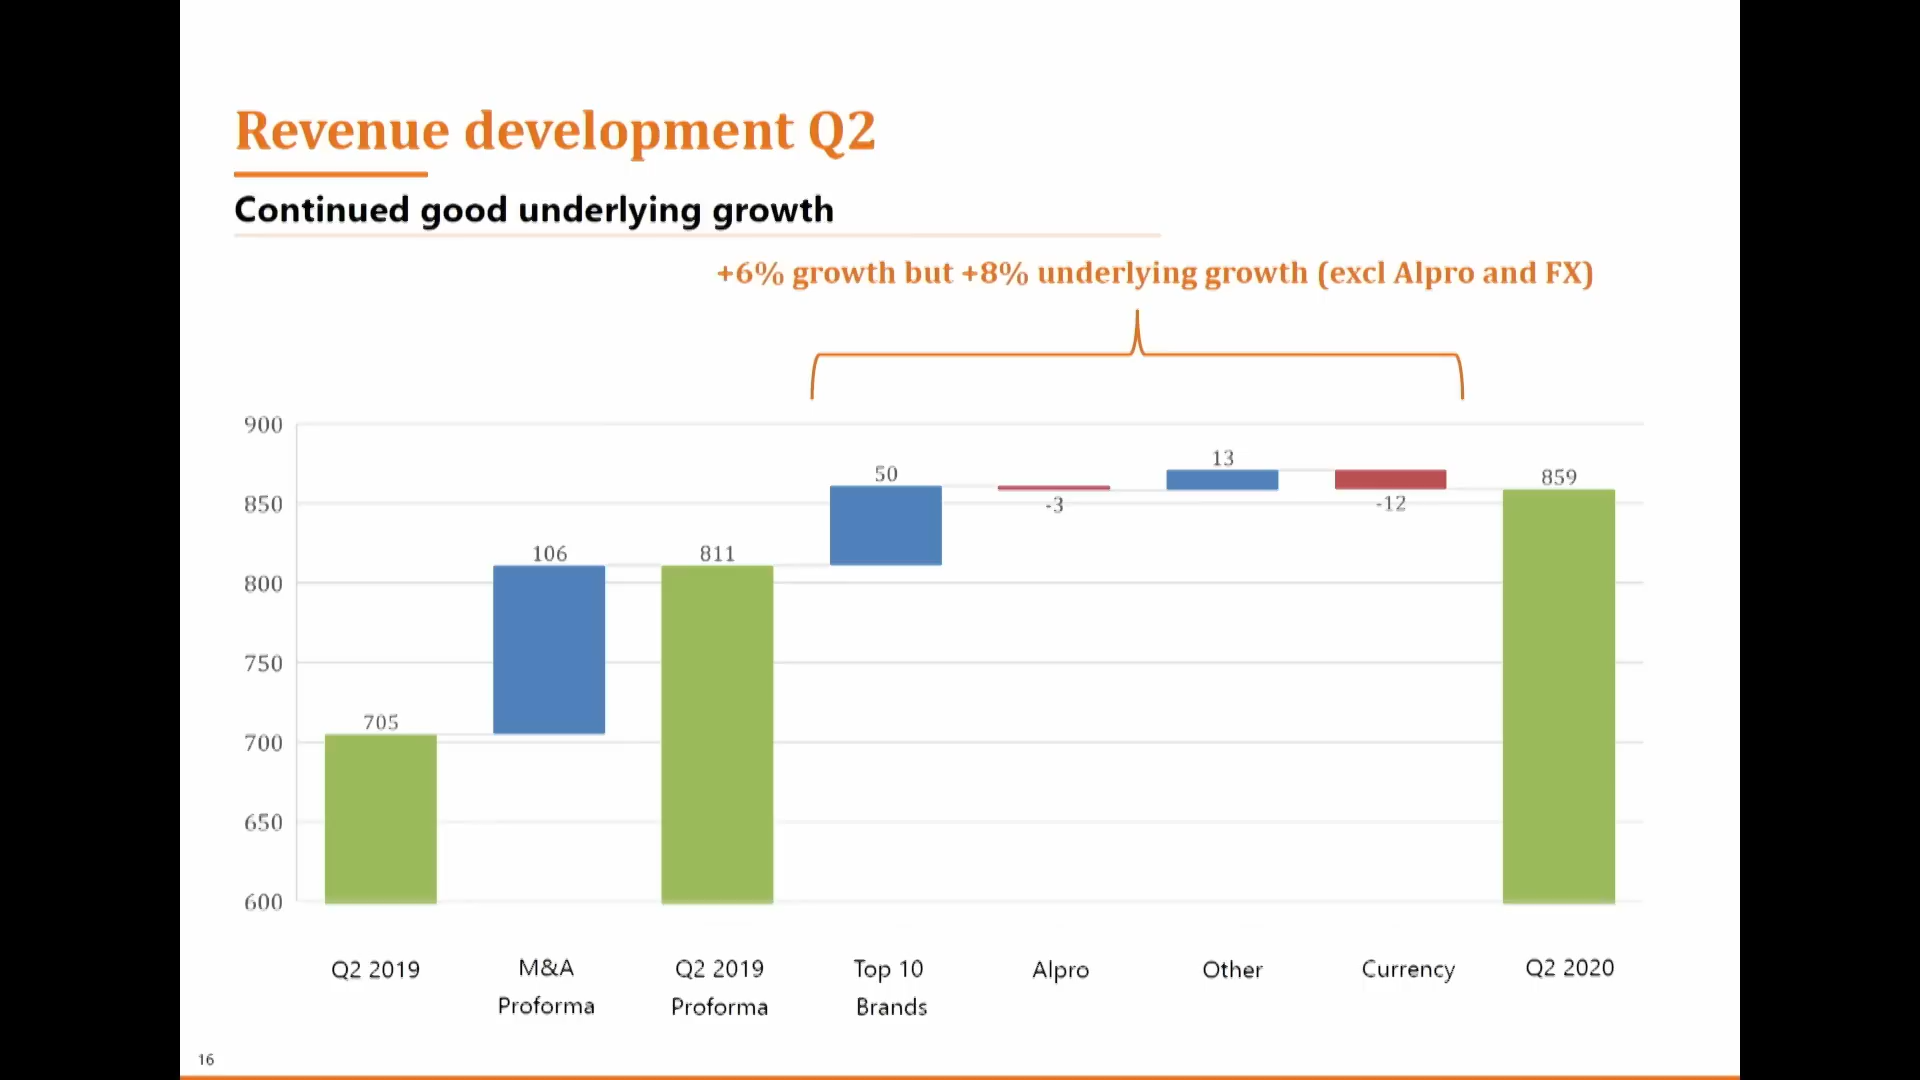 Revenue development Q2
Continued good underlying growth
+6% growth but +8% underlying growth (excl Alpro and FX)
900
850
800
750
700
650
600
705
106
811
50
-3
13
-12
859
Q2 2019
M&A
Proforma
Q2 2019
Proforma
Top 10
Brands
Alpro
Other
Currency
Q2 2020
16